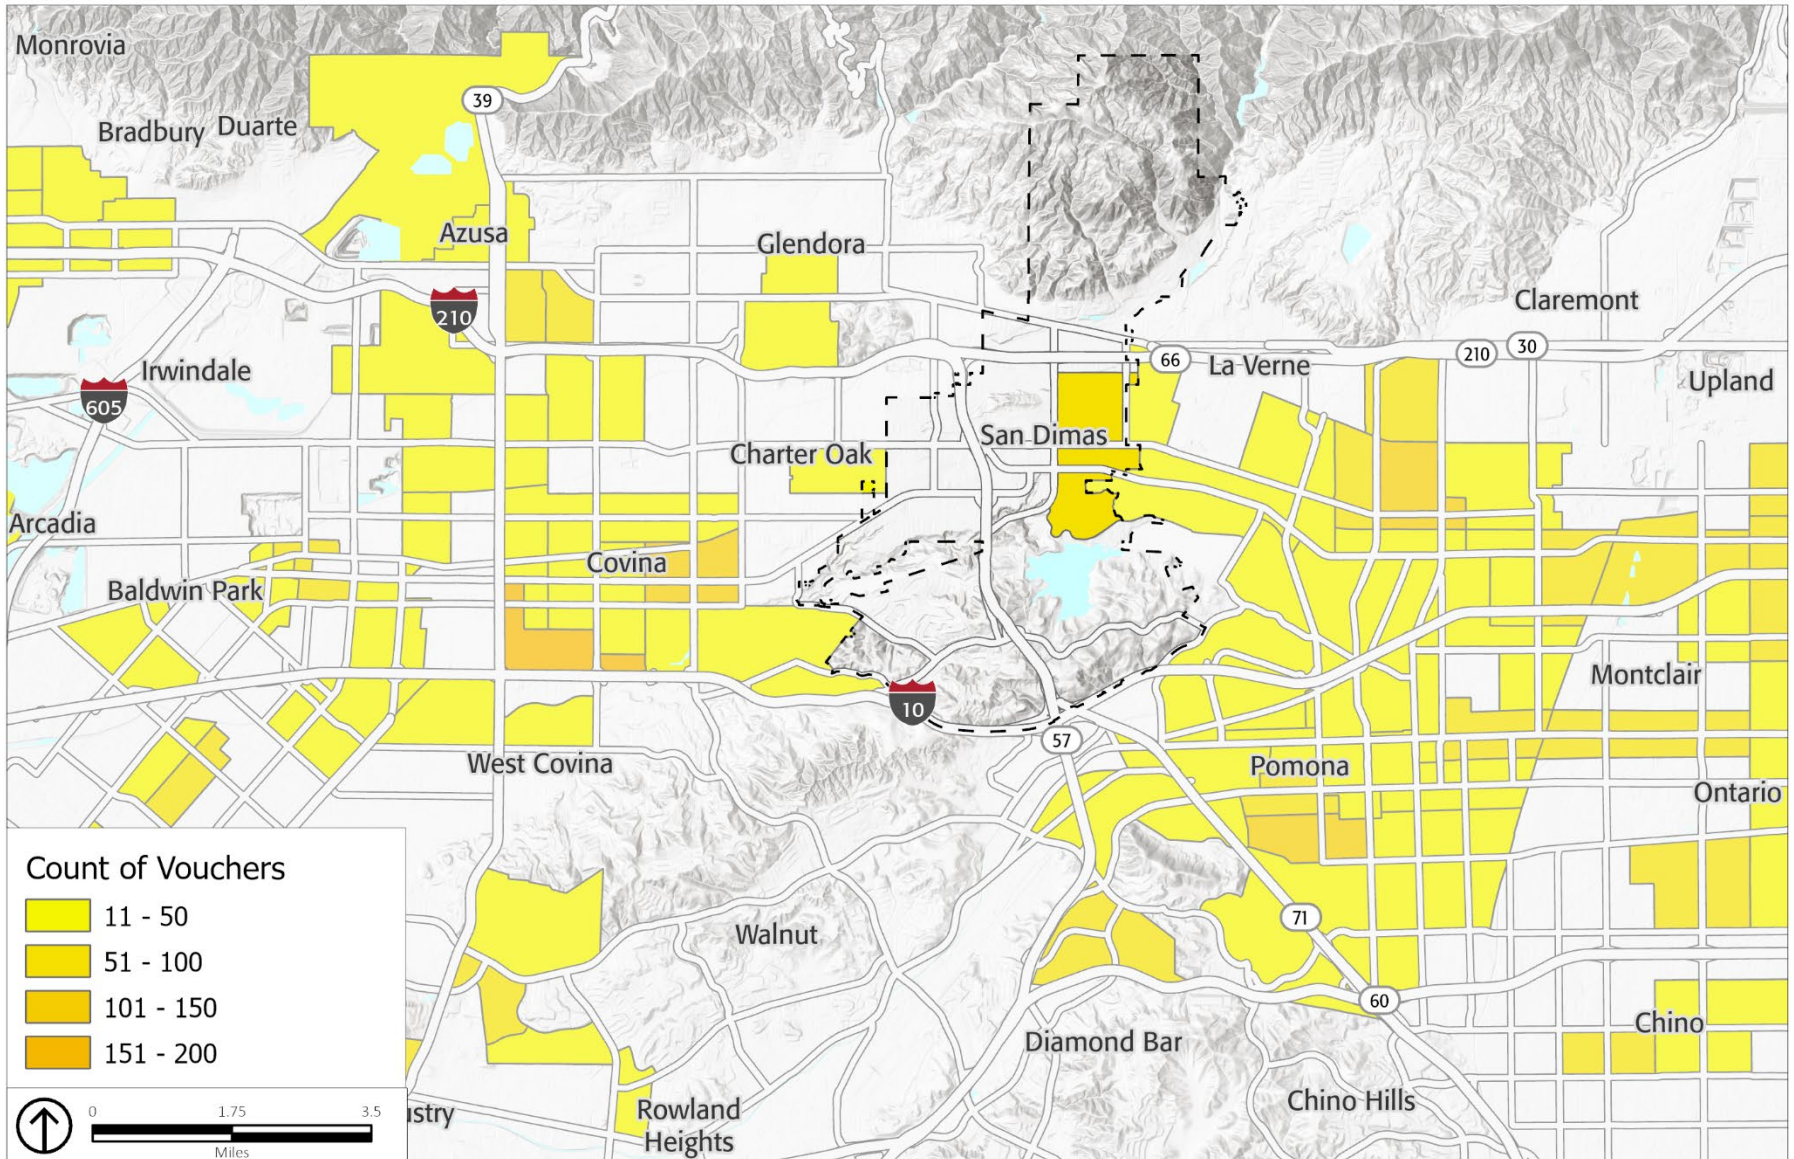 Monrovia
39
Bradbury
Duarte
Azusa
Glendora
210
Claremont
66
La Verne
210
30
Irwindale
605
Upland
San Dimas
Charter Oak
Arcadia
Covina
Baldwin Park
Montclair
10
57
West Covina
Pomona
Ontario
Count of Vouchers
11 - 50
51 - 100
101 - 150
151 - 200
71
Walnut
60
Chino
Diamond Bar
Chino Hills
0
1.75
3.5
Miles
ustry
Rowland
Heights